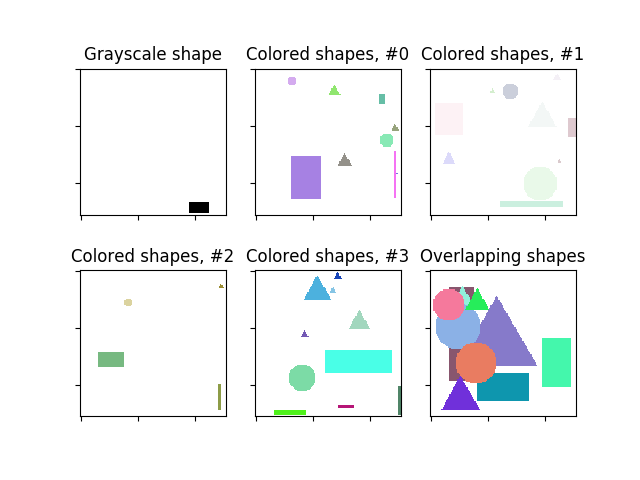 Grayscale shape
Colored shapes, #0
Colored shapes, #1
Colored shapes, #2
Colored shapes, #3
Overlapping shapes